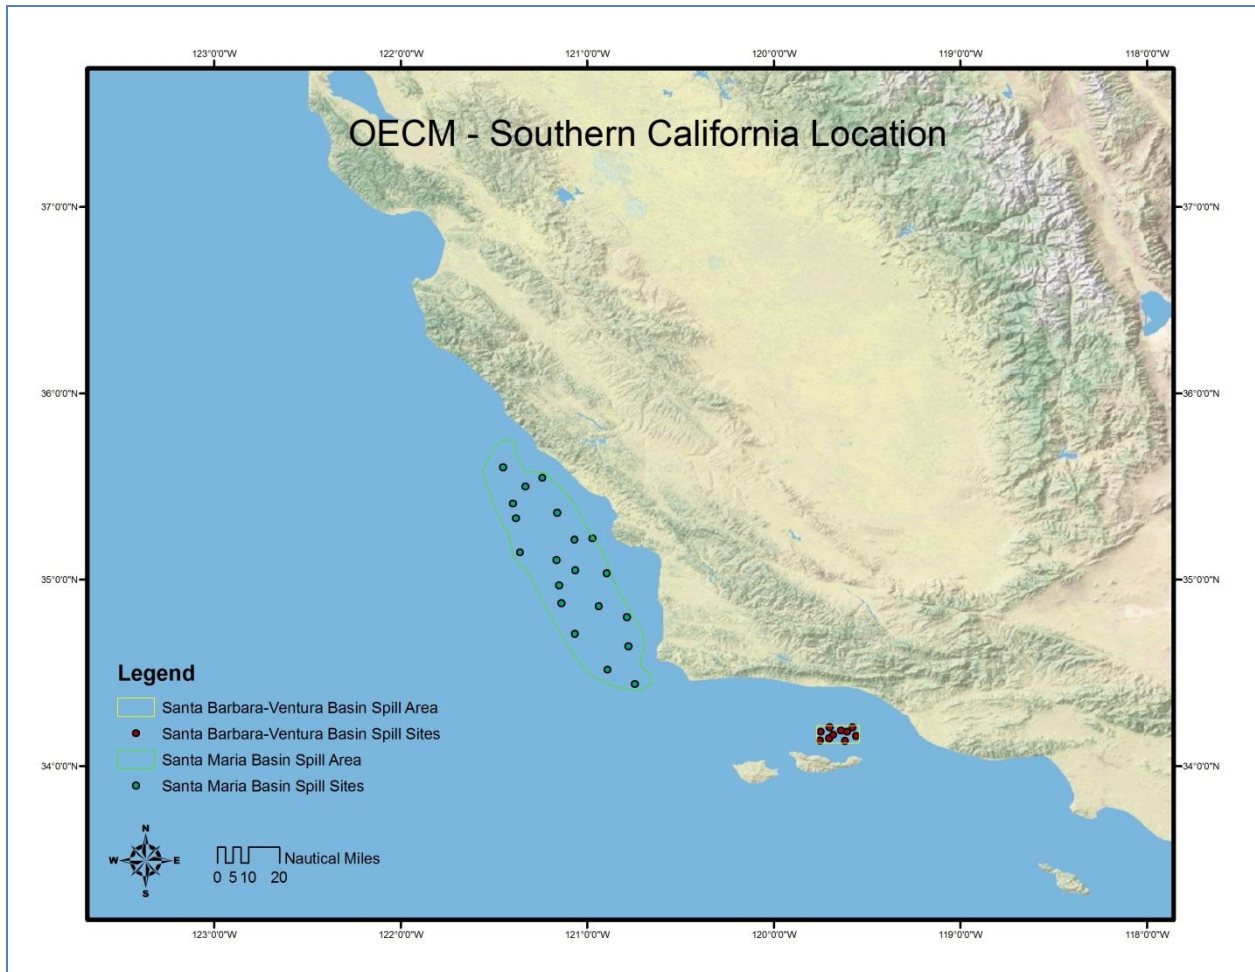 123°0'0"W 122°0'0"W 121°0'0"W 120°0'0"W 119°0'0"W 118°0'0"W
OECM - Southern California Location
37°0'0"N 37°0'0"N
36°0'0"N 36°0'0"N
35°0'0"N 35°0'0"N
Legend
Santa Barbara-Ventura Basin Spill Area
Santa Barbara-Ventura Basin Spill Sites
34°0'0"N 34°0'0"N
Santa Maria Basin Spill Area
Santa Maria Basin Spill Sites
N
W E
S
Nautical Miles
0 5 10 20
123°0'0"W 122°0'0"W 121°0'0"W 120°0'0"W 119°0'0"W 118°0'0"W